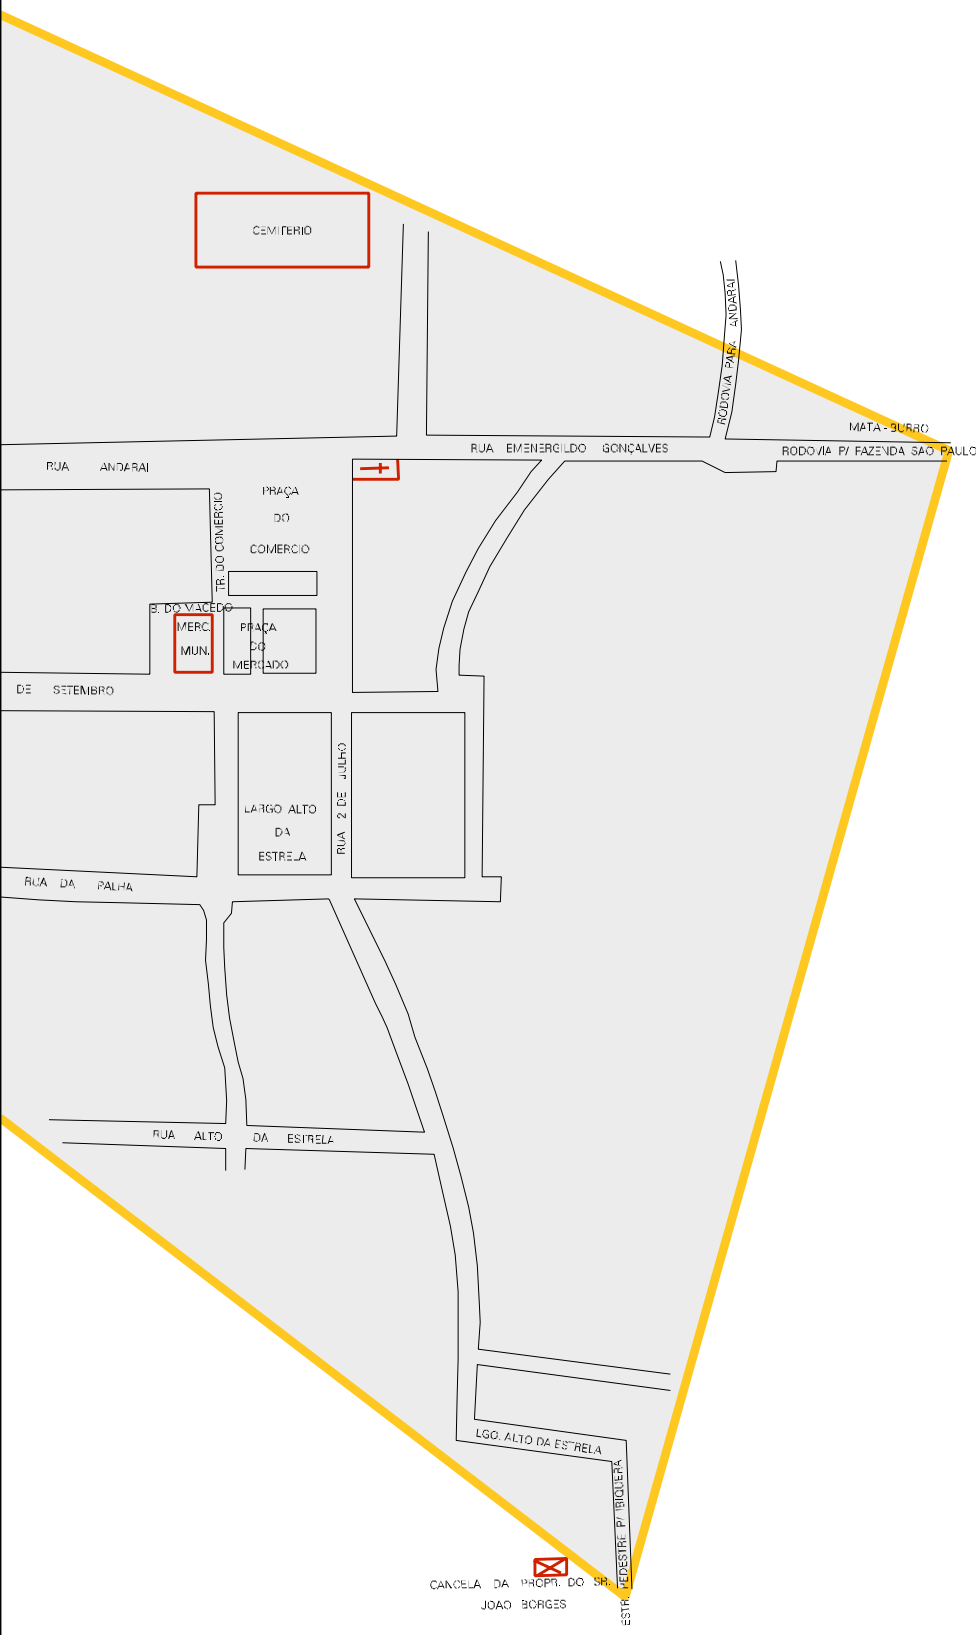 CEMITERIO
RODOVIA PARA ANDARAI
MATA - BURRO
RUA EMENERGILDO GONÇALVES
RODOVIA P/ FAZENDA SAO PAULO
RUA ANDARAI
PRAÇA
DO
COMERCIO
TR. DO COMERCIO
B. DO MACEDO
MERC.
MUN.
PRAÇA
DO
MERCADO
DE SETEMBRO
RUA 2 DE JULHO
LARGO ALTO
DA
ESTRELA
RUA DA PALHA
RUA ALTO DA ESTRELA
LGO. ALTO DA ESTRELA
ESTR. PEDESTRE P/ IBIQUERA
CANCELA DA PROPR. DO SR.
JOAO BORGES